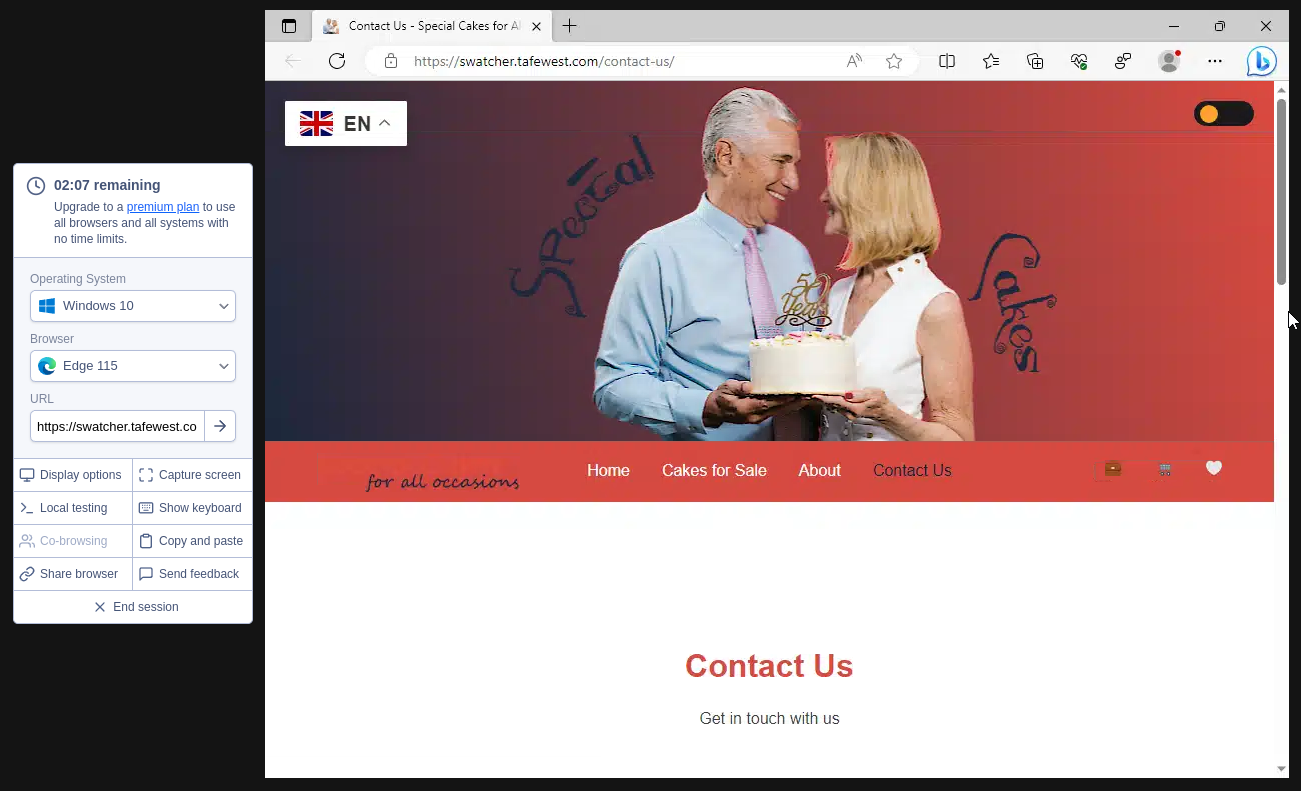 Contact Us - Special Cakes for Al
https://swatcher.tafewest.com/contact-us/
EN
Special
Cakes
50
Years
for all occasions
Home
Cakes for Sale
About
Contact Us
Contact Us
Get in touch with us
02:07 remaining
Upgrade to a premium plan to use
all browsers and all systems with
no time limits.
Operating System
Windows 10
Browser
Edge 115
URL
https://swatcher.tafewest.co
Display options
Capture screen
Local testing
Show keyboard
Co-browsing
Copy and paste
Share browser
Send feedback
End session